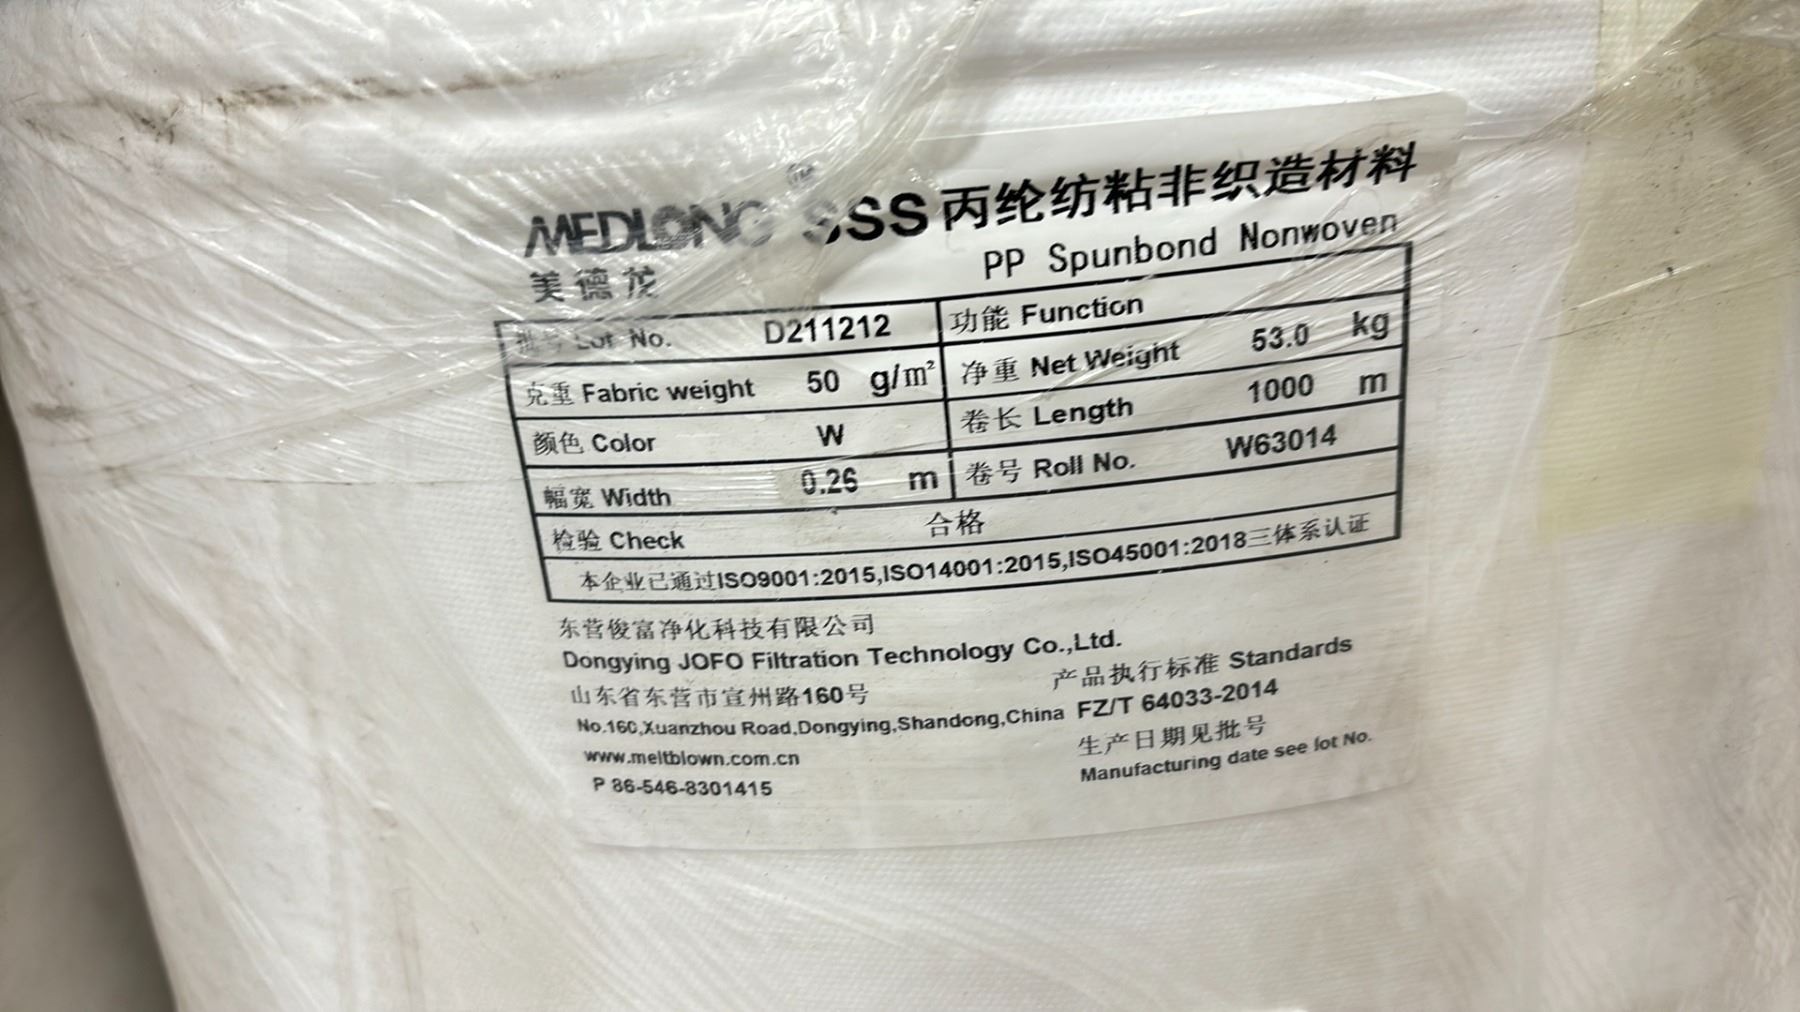 MEDLONG TM SSS 丙纶纺粘非织造材料
美德龙
PP Spunbond Nonwoven
批号 Lot No. D211212 功能 Function
克重 Fabric weight 50 g/m² 净重 Net Weight 53.0 kg
颜色 Color W 卷长 Length 1000 m
幅宽 Width 0.26 m 卷号 Roll No. W63014
检验 Check 合格
本企业已通过ISO9001:2015,ISO14001:2015,ISO45001:2018三体系认证
东营俊富净化科技有限公司
Dongying JOFO Filtration Technology Co.,Ltd.
山东省东营市宣州路160号
No.160,Xuanzhou Road,Dongying,Shandong,China
www.meltblown.com.cn
P 86-546-8301415
产品执行标准 Standards
FZ/T 64033-2014
生产日期见批号
Manufacturing date see lot No.